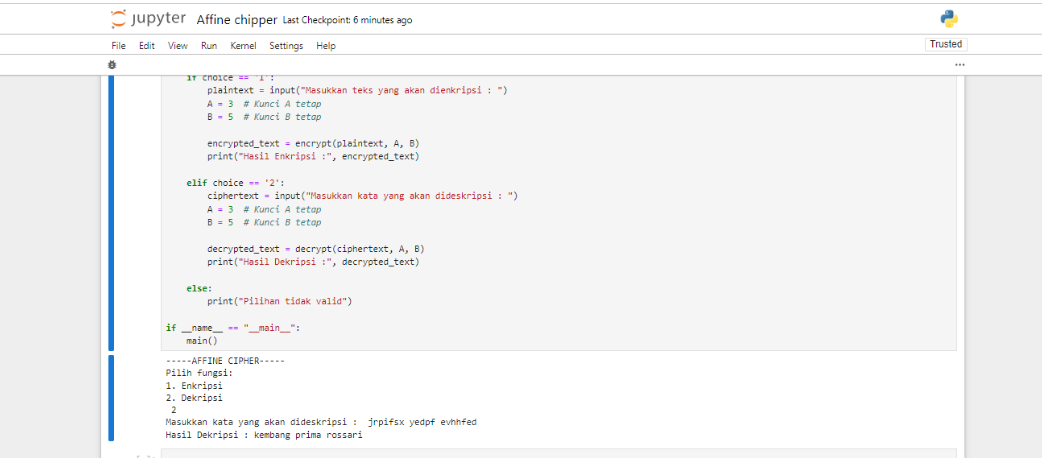 jupyter Affine chipper Last Checkpoint: 6 minutes ago
File Edit View Run Kernel Settings Help Trusted
if choice == '1':
plaintext = input("Masukkan teks yang akan dienkripsi : ")
A = 3 # Kunci A tetap
B = 5 # Kunci B tetap
encrypted_text = encrypt(plaintext, A, B)
print("Hasil Enkripsi :", encrypted_text)
elif choice == '2':
ciphertext = input("Masukkan kata yang akan dideskripsi : ")
A = 3 # Kunci A tetap
B = 5 # Kunci B tetap
decrypted_text = decrypt(ciphertext, A, B)
print("Hasil Dekripsi :", decrypted_text)
else:
print("Pilihan tidak valid")
if __name__ == "__main__":
main()
-----AFFINE CIPHER-----
Pilih fungsi:
1. Enkripsi
2. Dekripsi
2
Masukkan kata yang akan dideskripsi : jrpifsx yedpf evhhfed
Hasil Dekripsi : kembang prima rossari